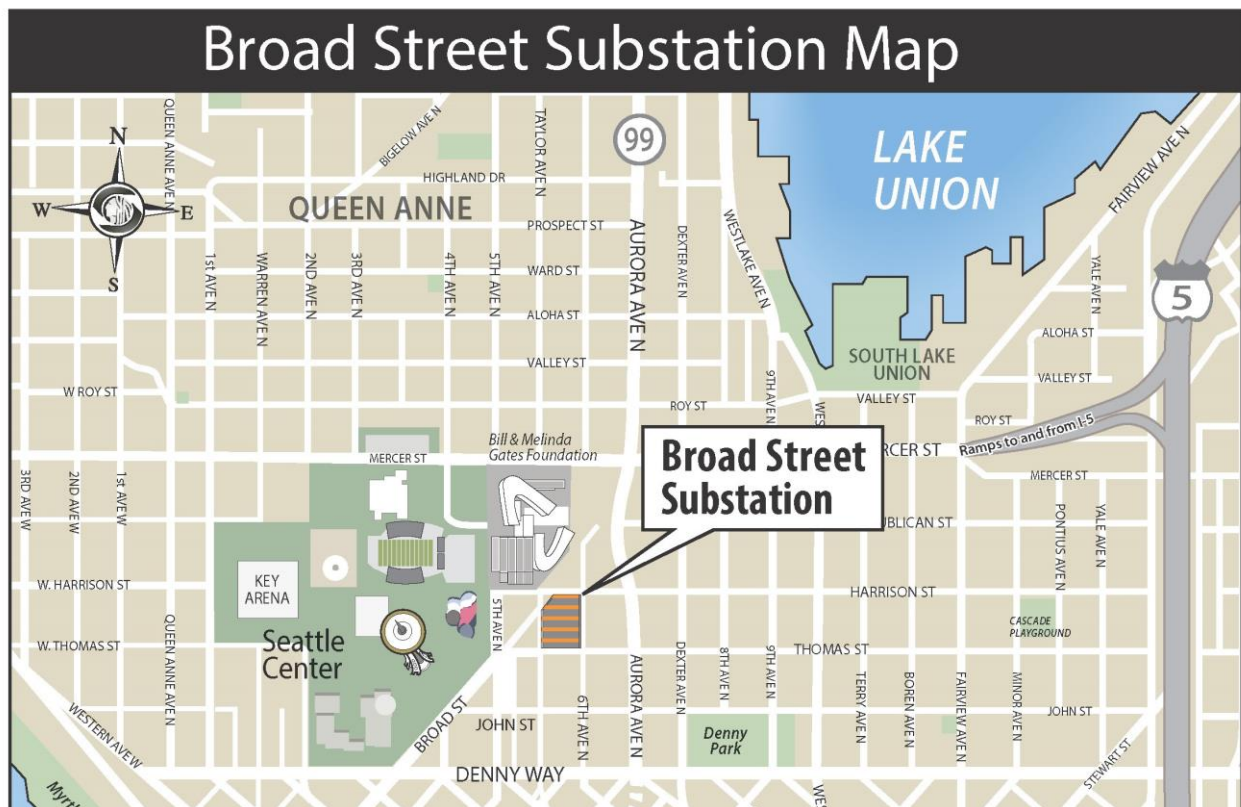 Broad Street Substation Map
N
W
E
S
QUEEN ANNE AVE N
BIGELOW AVE N
TAYLOR AVE N
99
LAKE
UNION
FAIRVIEW AVE N
HIGHLAND DR
QUEEN ANNE
PROSPECT ST
AURORA AVE N
DEXTER AVE N
WESTLAKE AVE N
1st AVE N
WARREN AVE N
2ND AVE N
3RD AVE N
4TH AVE N
5TH AVE N
WARD ST
YALE AVE N
5
ALOHA ST
ALOHA ST
VALLEY ST
SOUTH LAKE
UNION
VALLEY ST
W ROY ST
ROY ST
9TH AVE N
VALLEY ST
ROY ST
Ramps to and from I-5
Bill & Melinda
Gates Foundation
MERCER ST
Broad Street
Substation
MERCER ST
3RD AVE W
2ND AVE W
1st AVE W
PONTIUS AVE N
YALE AVE N
W. HARRISON ST
KEY
ARENA
HARRISON ST
5TH AVE N
CASCADE
PLAYGROUND
W. THOMAS ST
QUEEN ANNE AVE N
Seattle
Center
THOMAS ST
AURORA AVE N
DEXTER AVE N
8TH AVE N
9TH AVE N
TERRY AVE N
BOREN AVE N
FAIRVIEW AVE N
MINOR AVE N
WESTERN AVE W
BROAD ST
JOHN ST
6TH AVE N
Denny
Park
JOHN ST
STEWART ST
DENNY WAY